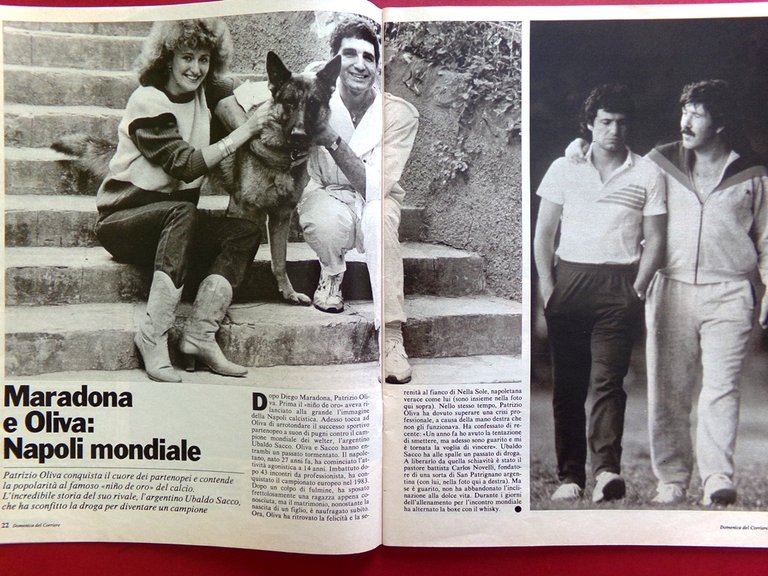 Maradona
e Oliva:
Napoli mondiale
Patrizio Oliva conquista il cuore dei partenopei e contende
la popolarità al famoso «niño de oro» del calcio.
L'incredibile storia del suo rivale, l'argentino Ubaldo Sacco,
che ha sconfitto la droga per diventare un campione
22 Domenica del Corriere
Dopo Diego Maradona, Patrizio Oli-
va. Prima il «niño de oro» aveva ri-
lanciato alla grande l'immagine
della Napoli calcistica. Adesso tocca ad
Oliva di arrotondare il successo sportivo
partenopeo a suon di pugni contro il cam-
pione mondiale dei welter, l'argentino
Ubaldo Sacco. Oliva e Sacco hanno en-
trambi un passato tormentato. Il napole-
tano, nato 27 anni fa, ha cominciato l'at-
tività agonistica a 14 anni. Imbattuto do-
po 43 incontri da professionista, ha con-
quistato il campionato europeo nel 1983.
Dopo un colpo di fulmine, ha sposato
frettolosamente una ragazza appena co-
nosciuta, ma il matrimonio, nonostante la
nascita di un figlio, è naufragato subito.
Ora, Oliva ha ritrovato la felicità e la se-
renità al fianco di Nella Sole, napoletana
verace come lui (sono insieme nella foto
qui sopra). Nello stesso tempo, Patrizio
Oliva ha dovuto superare una crisi profes-
sionale, a causa della mano destra che
non gli funzionava. Ha confessato di re-
cente: «Un anno fa ho avuto la tentazione
di smettere, ma adesso sono guarito e mi
è tornata la voglia di vincere». Ubaldo
Sacco ha alle spalle un passato di droga.
A liberarlo da quella schiavitù è stato il
pastore battista Carlos Novelli, fondato-
re di una sorta di San Patrignano argen-
tina (con lui, nella foto qui a destra). Ma
se è guarito, non ha abbandonato l'incli-
nazione alla dolce vita. Durante i giorni
dell'allenamento per l'incontro mondiale
ha alternato la boxe con il whisky.
Domenica del Corriere